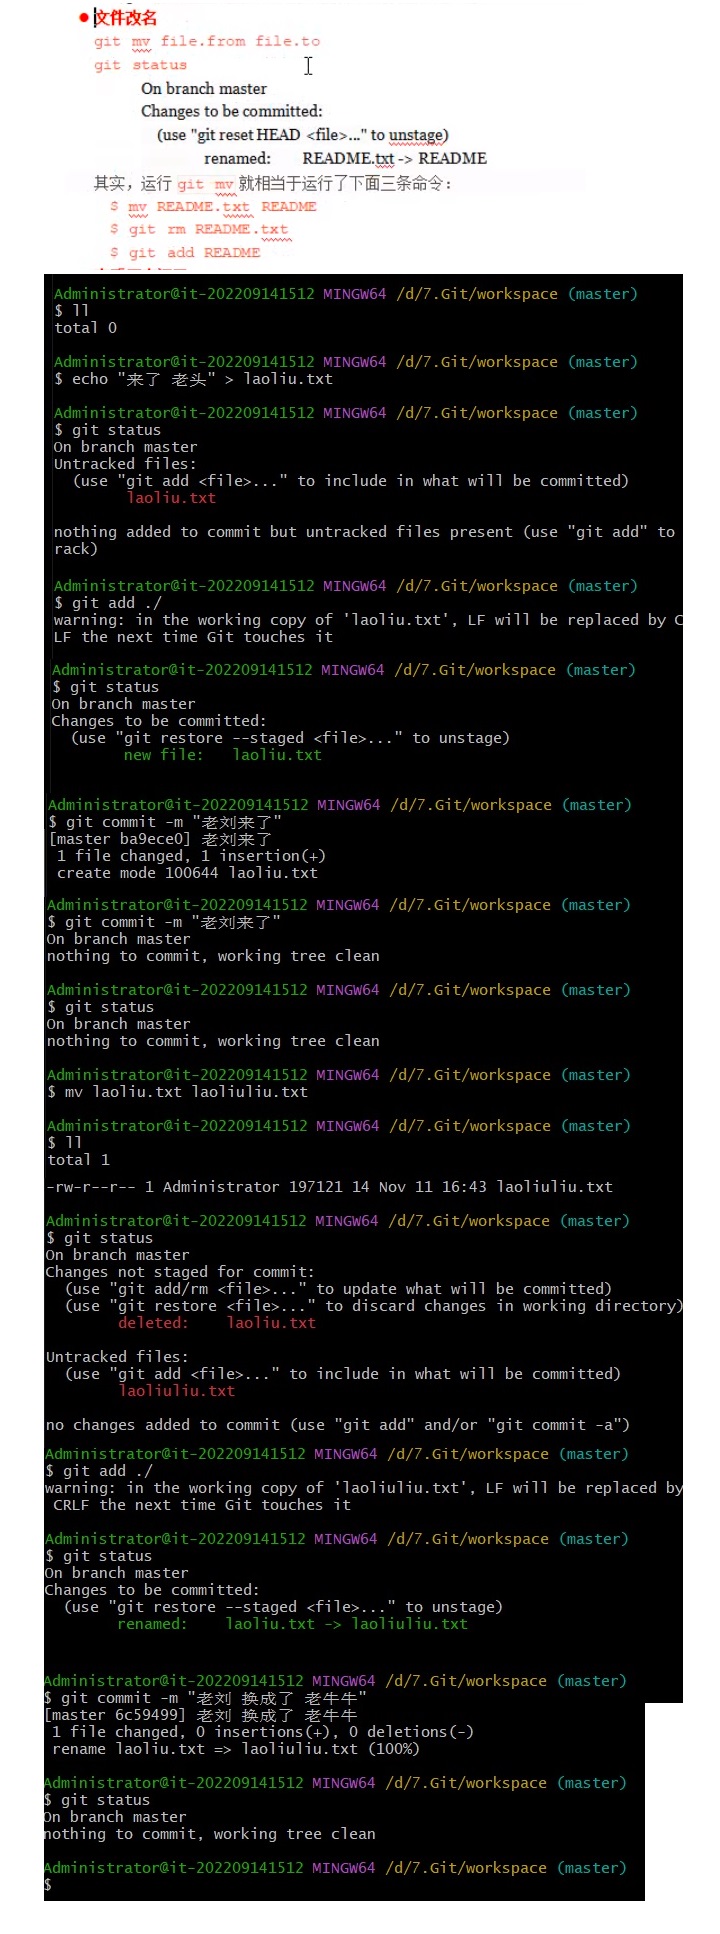 文件改名
git mv file.from file.to
git status
On branch master
Changes to be committed:
(use "git reset HEAD <file>..." to unstage)
renamed: README.txt -> README
其实，运行 git mv 就相当于运行了下面三条命令：
$ mv README.txt README
$ git rm README.txt
$ git add README
Administrator@it-202209141512 MINGW64 /d/7.Git/workspace (master)
$ ll
total 0
Administrator@it-202209141512 MINGW64 /d/7.Git/workspace (master)
$ echo "来了 老头" > laoliu.txt
Administrator@it-202209141512 MINGW64 /d/7.Git/workspace (master)
$ git status
On branch master
Untracked files:
(use "git add <file>..." to include in what will be committed)
laoliu.txt
nothing added to commit but untracked files present (use "git add" to
rack)
Administrator@it-202209141512 MINGW64 /d/7.Git/workspace (master)
$ git add ./
warning: in the working copy of 'laoliu.txt', LF will be replaced by C
LF the next time Git touches it
Administrator@it-202209141512 MINGW64 /d/7.Git/workspace (master)
$ git status
On branch master
Changes to be committed:
(use "git restore --staged <file>..." to unstage)
new file: laoliu.txt
Administrator@it-202209141512 MINGW64 /d/7.Git/workspace (master)
$ git commit -m "老刘来了"
[master ba9ece0] 老刘来了
1 file changed, 1 insertion(+)
create mode 100644 laoliu.txt
Administrator@it-202209141512 MINGW64 /d/7.Git/workspace (master)
$ git commit -m "老刘来了"
On branch master
nothing to commit, working tree clean
Administrator@it-202209141512 MINGW64 /d/7.Git/workspace (master)
$ git status
On branch master
nothing to commit, working tree clean
Administrator@it-202209141512 MINGW64 /d/7.Git/workspace (master)
$ mv laoliu.txt laoliuliu.txt
Administrator@it-202209141512 MINGW64 /d/7.Git/workspace (master)
$ ll
total 1
-rw-r--r-- 1 Administrator 197121 14 Nov 11 16:43 laoliuliu.txt
Administrator@it-202209141512 MINGW64 /d/7.Git/workspace (master)
$ git status
On branch master
Changes not staged for commit:
(use "git add/rm <file>..." to update what will be committed)
(use "git restore <file>..." to discard changes in working directory)
deleted: laoliu.txt
Untracked files:
(use "git add <file>..." to include in what will be committed)
laoliuliu.txt
no changes added to commit (use "git add" and/or "git commit -a")
Administrator@it-202209141512 MINGW64 /d/7.Git/workspace (master)
$ git add ./
warning: in the working copy of 'laoliuliu.txt', LF will be replaced by
CRLF the next time Git touches it
Administrator@it-202209141512 MINGW64 /d/7.Git/workspace (master)
$ git status
On branch master
Changes to be committed:
(use "git restore --staged <file>..." to unstage)
renamed: laoliu.txt -> laoliuliu.txt
Administrator@it-202209141512 MINGW64 /d/7.Git/workspace (master)
$ git commit -m "老刘 换成了 老牛牛"
[master 6c59499] 老刘 换成了 老牛牛
1 file changed, 0 insertions(+), 0 deletions(-)
rename laoliu.txt => laoliuliu.txt (100%)
Administrator@it-202209141512 MINGW64 /d/7.Git/workspace (master)
$ git status
On branch master
nothing to commit, working tree clean
Administrator@it-202209141512 MINGW64 /d/7.Git/workspace (master)
$